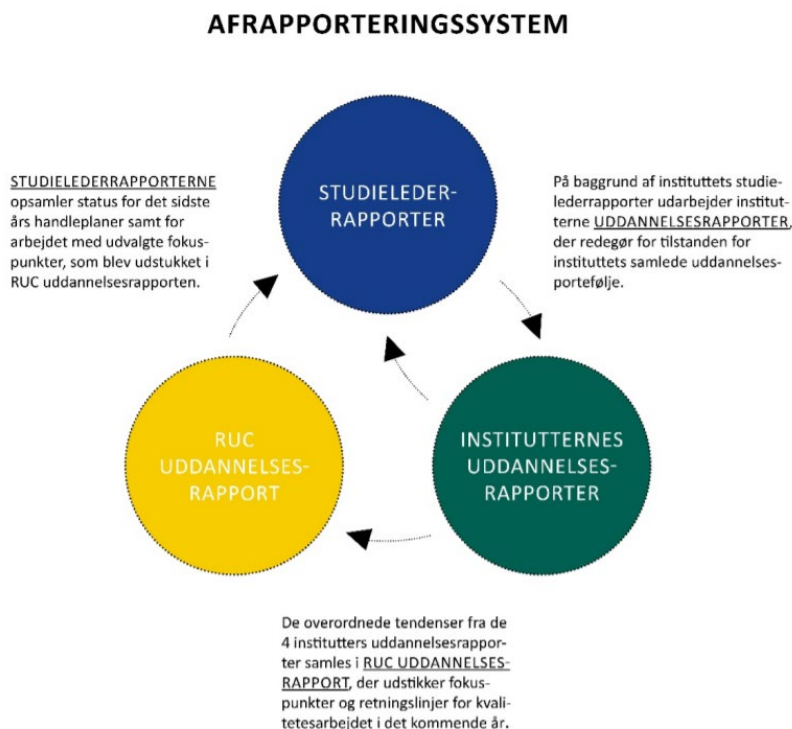 AFRAPPORTERINGSSYSTEM
STUDIELEDER-
RAPPORTER
STUDIELEDERRAPPORTERNE
opsamler status for det sidste
års handleplaner samt for
arbejdet med udvalgte fokus-
punkter, som blev udstukket i
RUC uddannelsesrapporten.
På baggrund af instituttets studie-
lederrapporter udarbejder institut-
terne UDDANNELSESRAPPORTER,
der redegør for tilstanden for
instituttets samlede uddannelses-
portefølje.
RUC
UDDANNELSES-
RAPPORT
INSTITUTTERNES
UDDANNELSES-
RAPPORTER
De overordnede tendenser fra de
4 institutters uddannelsesrappor-
ter samles i RUC UDDANNELSES-
RAPPORT, der udstikker fokus-
punkter og retningslinjer for kvali-
tetesarbejdet i det kommende år.